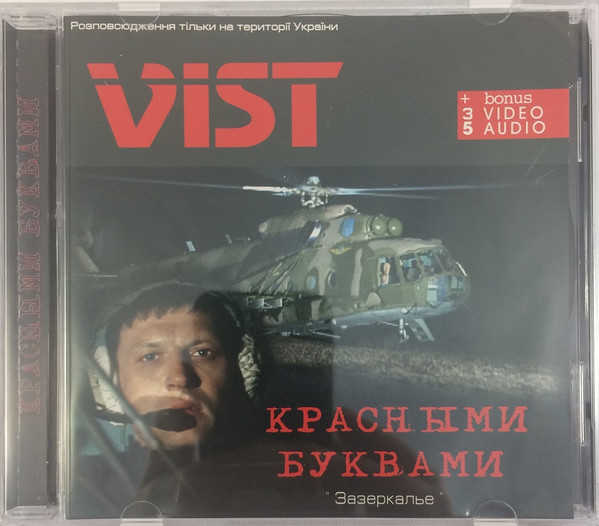 Розповсюдження тільки на території України
ViST
+ bonus
3 VIDEO
5 AUDIO
КРАСНЫМИ БУКВАМИ
КРАСНЫМИ
БУКВАМИ
"Зазеркалье"